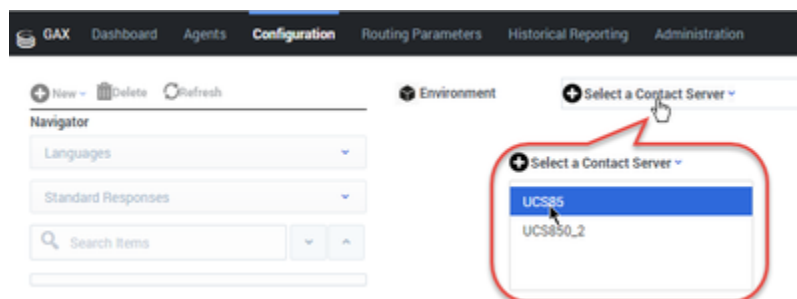 GAX Dashboard Agents Configuration Routing Parameters Historical Reporting Administration
New Delete Refresh
Environment
Select a Contact Server
Navigator
Languages
Select a Contact Server
Standard Responses
UCS85
UCS850_2
Search Items